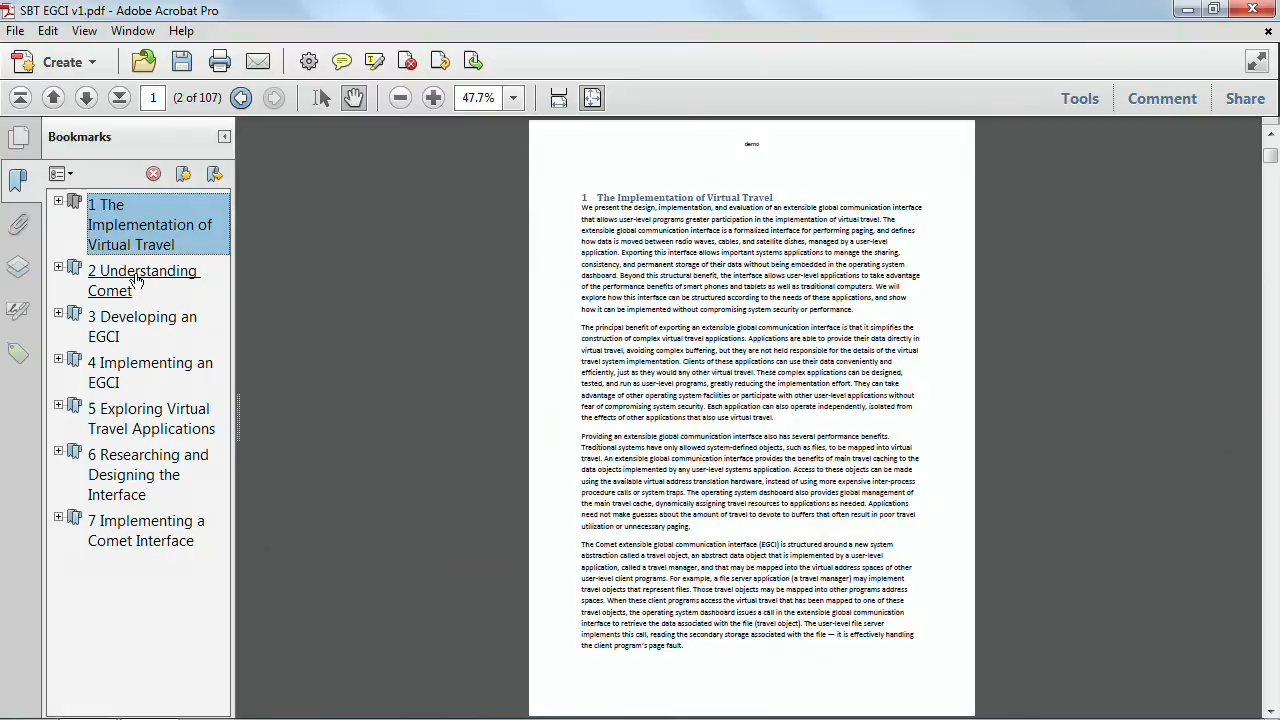 SBT EGCI v1.pdf - Adobe Acrobat Pro
File Edit View Window Help
Create
1 (2 of 107) 47.7% Tools Comment Share
Bookmarks
1 The
Implementation of
Virtual Travel
2 Understanding
Comet
3 Developing an
EGCI
4 Implementing an
EGCI
5 Exploring Virtual
Travel Applications
6 Researching and
Designing the
Interface
7 Implementing a
Comet Interface
demo
1 The Implementation of Virtual Travel
We present the design, implementation, and evaluation of an extensible global communication interface
that allows user-level programs greater participation in the implementation of virtual travel. The
extensible global communication interface is a formalized interface for performing paging, and defines
how data is moved between radio waves, cables, and satellite dishes, managed by a user-level
application. Exporting this interface allows important systems applications to manage the sharing,
consistency, and permanent storage of their data without being embedded in the operating system
dashboard. Beyond this structural benefit, the interface allows user-level applications to take advantage
of the performance benefits of smart phones and tablets as well as traditional computers. We will
explore how this interface can be structured according to the needs of these applications, and show
how it can be implemented without compromising system security or performance.
The principal benefit of exporting an extensible global communication interface is that it simplifies the
construction of complex virtual travel applications. Applications are able to provide their data directly in
virtual travel, avoiding complex buffering, but they are not held responsible for the details of the virtual
travel system implementation. Clients of these applications can use their data conveniently and
efficiently, just as they would any other virtual travel. These complex applications can be designed,
tested, and run as user-level programs, greatly reducing the implementation effort. They can take
advantage of other operating system facilities or participate with other user-level applications without
fear of compromising system security. Each application can also operate independently, isolated from
the effects of other applications that also use virtual travel.
Providing an extensible global communication interface also has several performance benefits.
Traditional systems have only allowed system-defined objects, such as files, to be mapped into virtual
travel. An extensible global communication interface provides the benefits of main travel caching to the
data objects implemented by any user-level systems application. Access to these objects can be made
using the available virtual address translation hardware, instead of using more expensive inter-process
procedure calls or system traps. The operating system dashboard also provides global management of
the main travel cache, dynamically assigning travel resources to applications as needed. Applications
need not make guesses about the amount of travel to devote to buffers that often result in poor travel
utilization or unnecessary paging.
The Comet extensible global communication interface (EGCI) is structured around a new system
abstraction called a travel object, an abstract data object that is implemented by a user-level
application, called a travel manager, and that may be mapped into the virtual address spaces of other
user-level client programs. For example, a file server application (a travel manager) may implement
travel objects that represent files. Those travel objects may be mapped into other programs address
spaces. When these client programs access the virtual travel that has been mapped to one of these
travel objects, the operating system dashboard issues a call in the extensible global communication
interface to retrieve the data associated with the file (travel object). The user-level file server
implements this call, reading the secondary storage associated with the file — it is effectively handling
the client program's page fault.